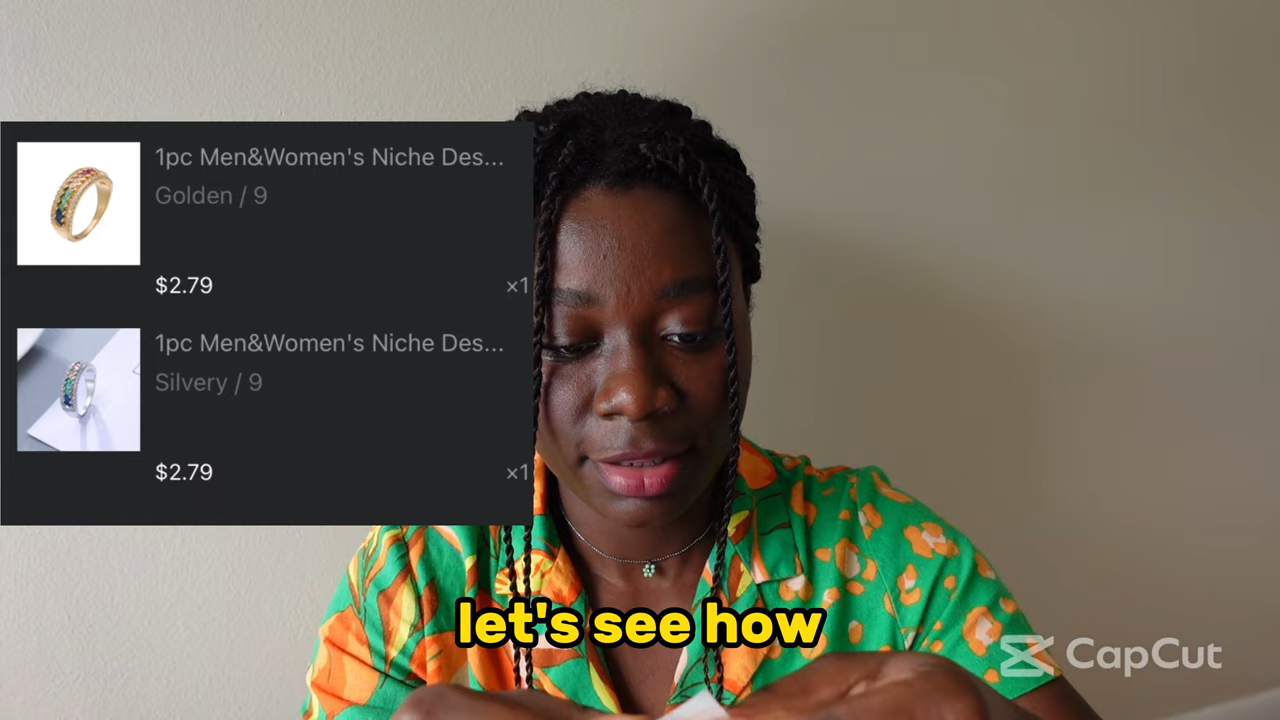 1pc Men&Women's Niche Des...
Golden / 9
$2.79
×1
1pc Men&Women's Niche Des...
Silvery / 9
$2.79
×1
let's see how
CapCut